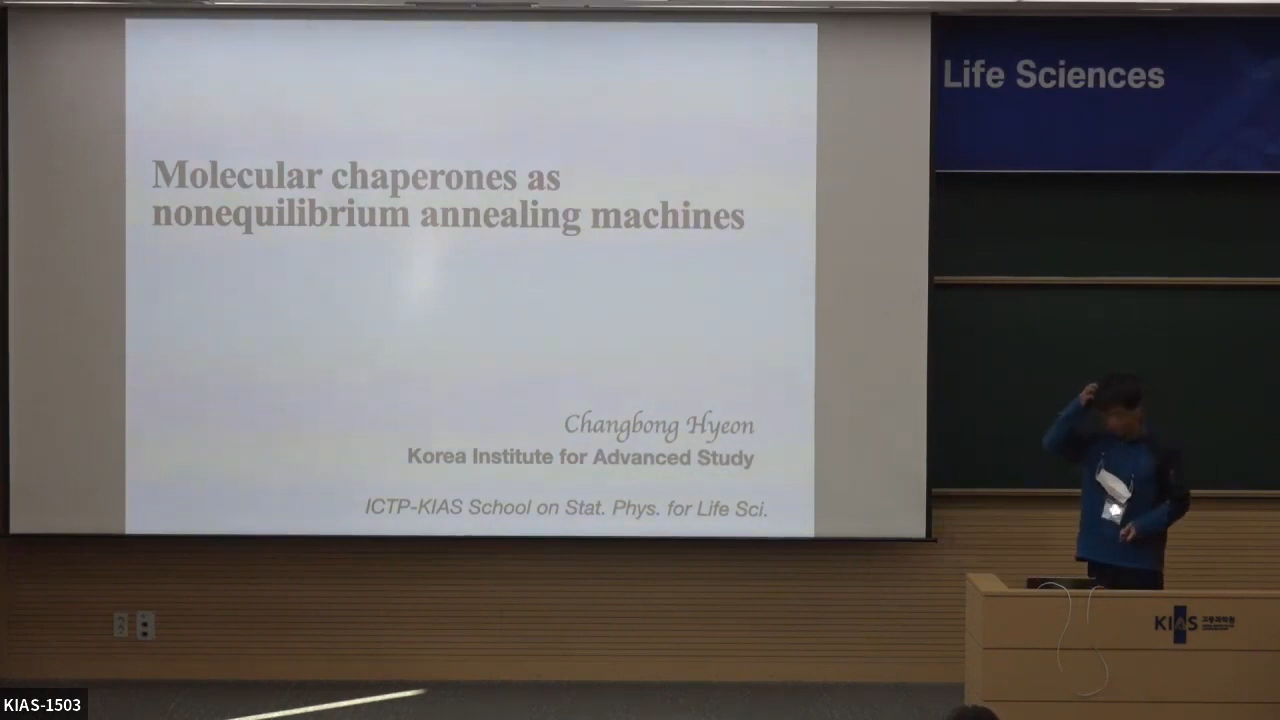 Life Sciences
Molecular chaperones as
nonequilibrium annealing machines
Changbong Hyeon
Korea Institute for Advanced Study
ICTP-KIAS School on Stat. Phys. for Life Sci.
KIAS 고등과학원
KIAS-1503